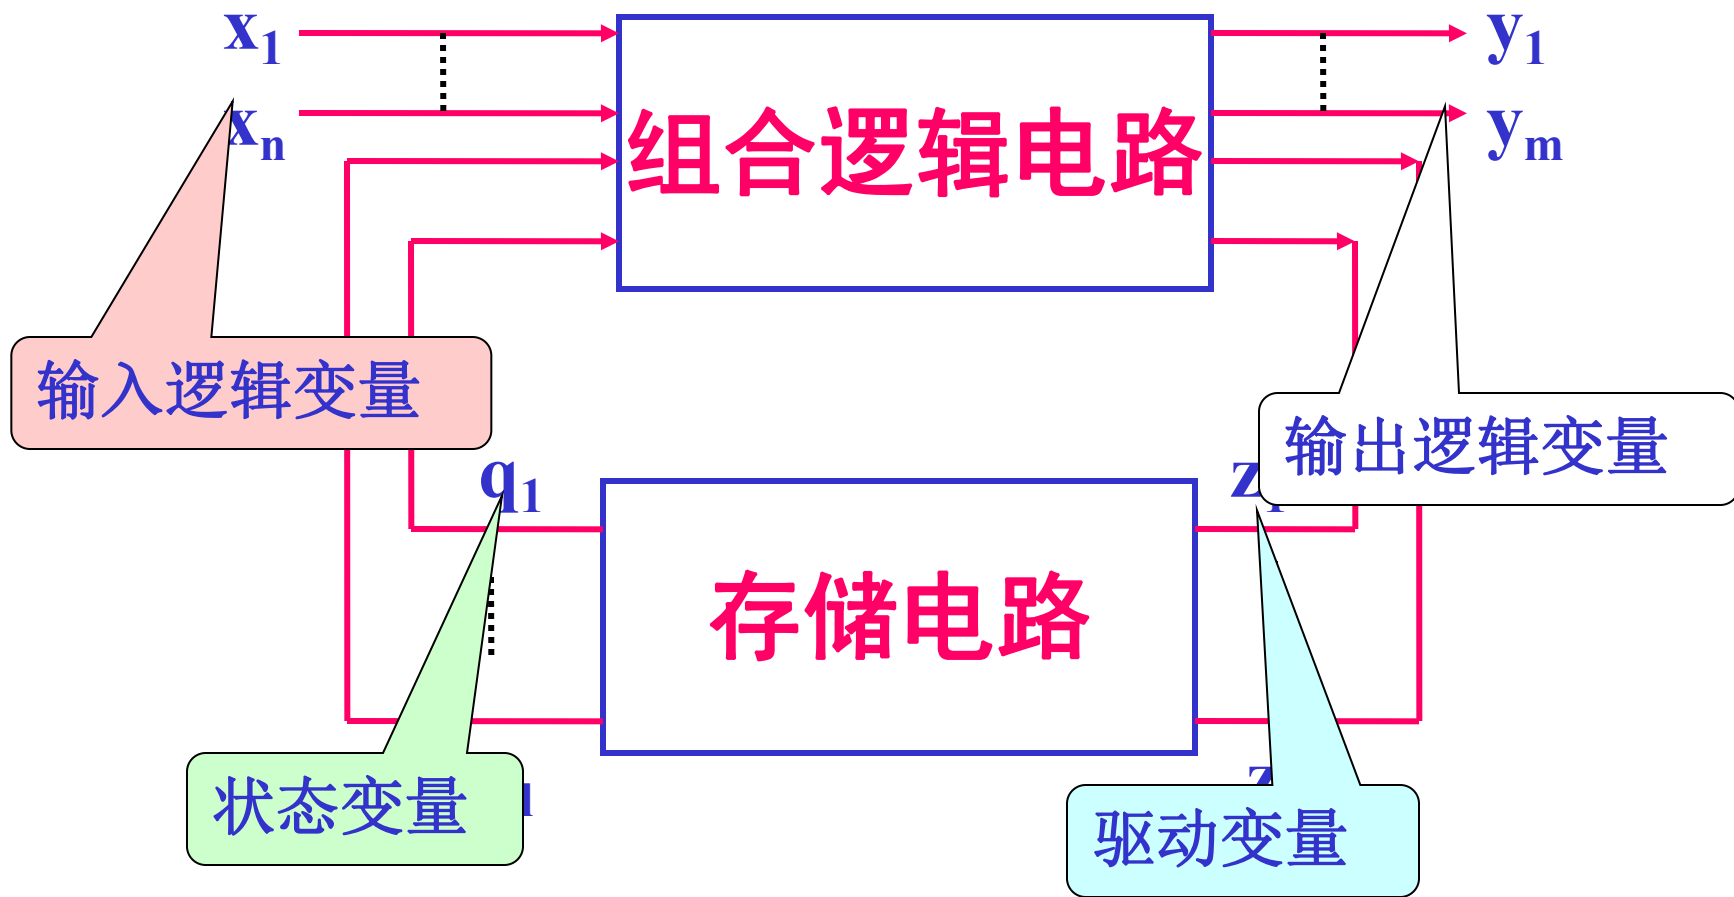 x1
y1
xn
ym
组合逻辑电路
输入逻辑变量
输出逻辑变量
q1
z1
存储电路
状态变量
z
驱动变量